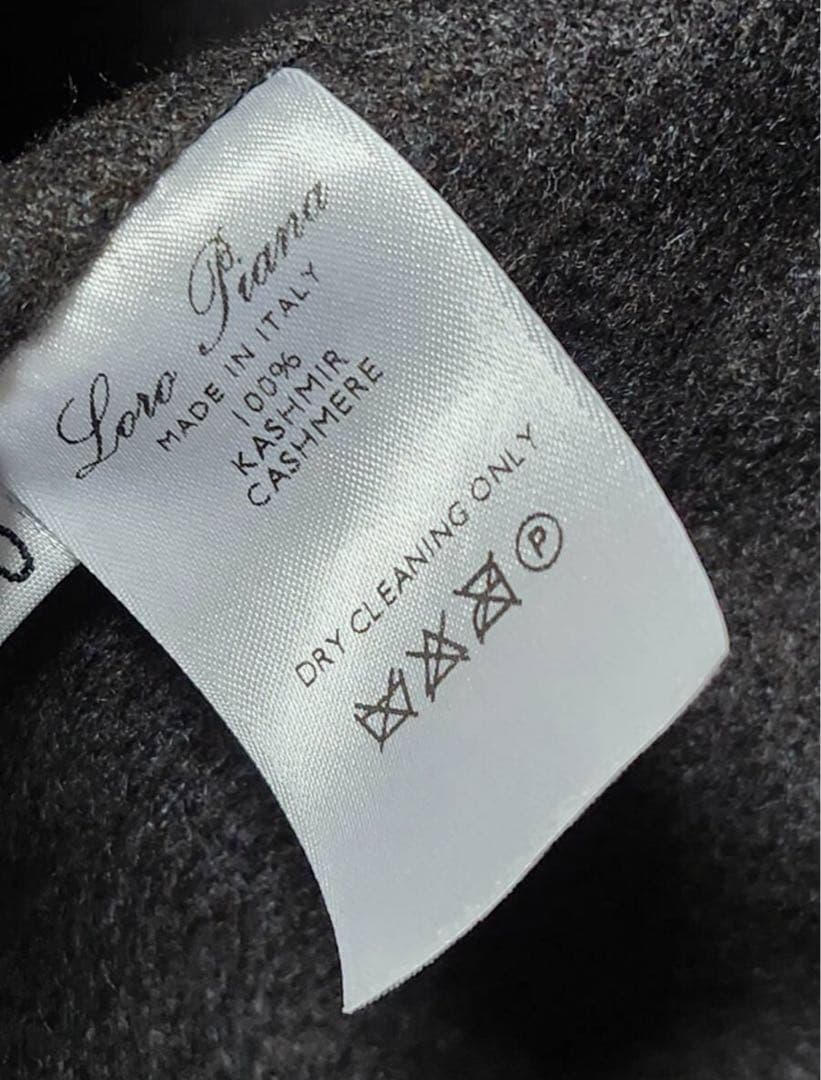 Loro Piana
MADE IN ITALY
100%
KASHMIR
CASHMERE
DRY CLEANING ONLY
P